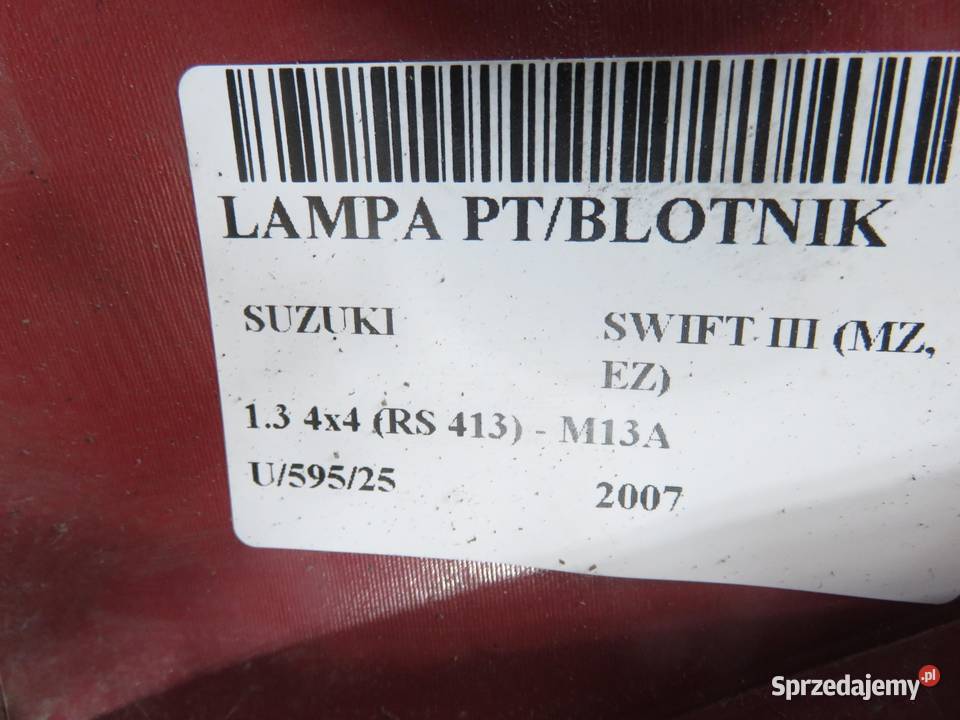 LAMPA PT/BLOTNIK
SUZUKI SWIFT III (MZ, EZ)
1.3 4x4 (RS 413) - M13A
U/595/25 2007
Sprzedajemy.pl